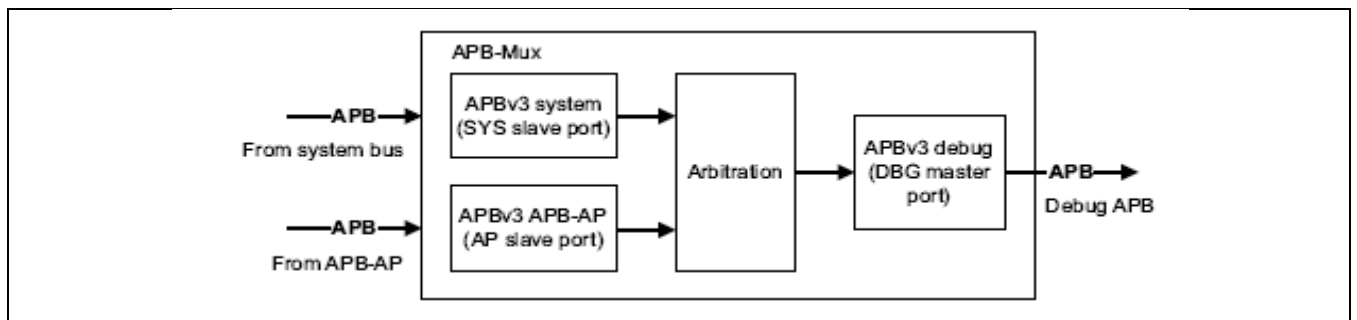 APB-Mux
APBv3 system
(SYS slave port)
APB
From system bus
APBv3 APB-AP
(AP slave port)
APB
From APB-AP
Arbitration
APBv3 debug
(DBG master
port)
APB
Debug APB